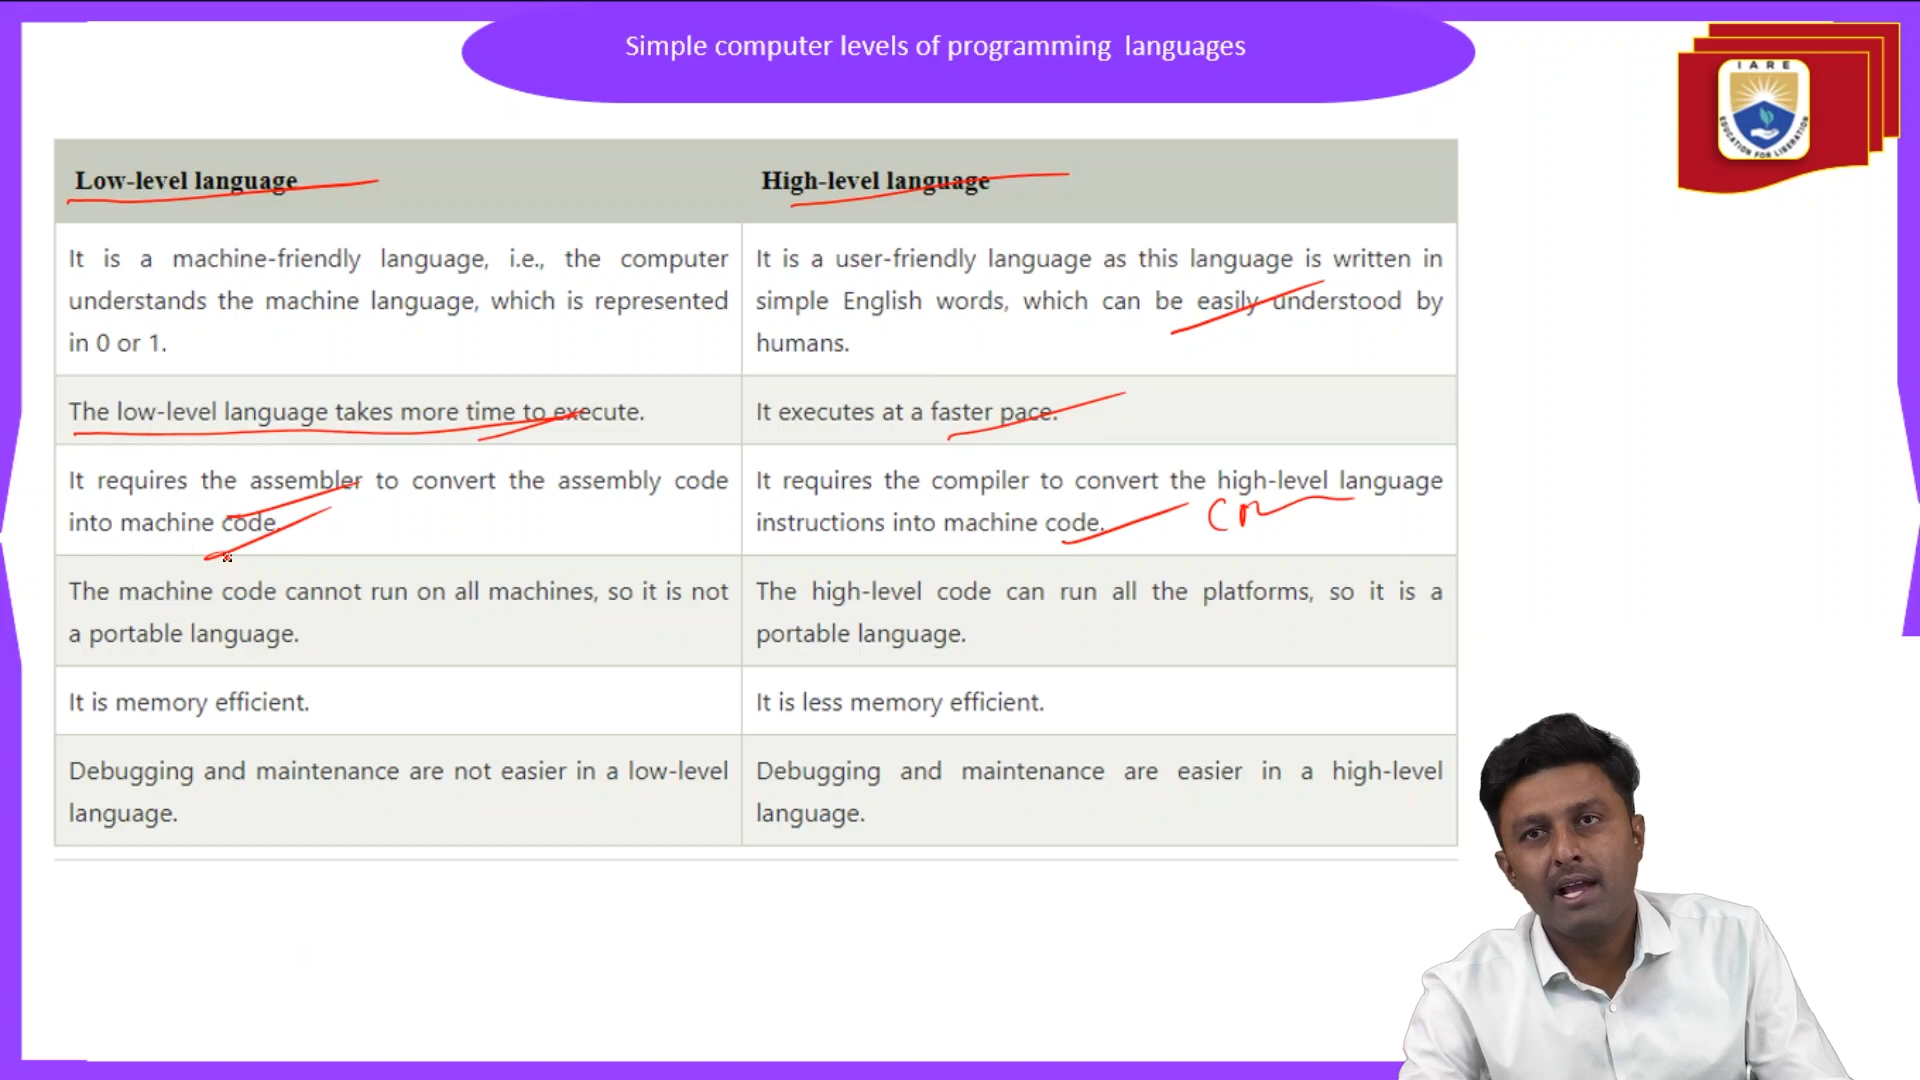 Simple computer levels of programming languages
IARE
EDUCATION FOR LIBERATION
Low-level language
High-level language
It is a machine-friendly language, i.e., the computer
understands the machine language, which is represented
in 0 or 1.
It is a user-friendly language as this language is written in
simple English words, which can be easily understood by
humans.
The low-level language takes more time to execute.
It executes at a faster pace.
It requires the assembler to convert the assembly code
into machine code.
It requires the compiler to convert the high-level language
instructions into machine code.
The machine code cannot run on all machines, so it is not
a portable language.
The high-level code can run all the platforms, so it is a
portable language.
It is memory efficient.
It is less memory efficient.
Debugging and maintenance are not easier in a low-level
language.
Debugging and maintenance are easier in a high-level
language.